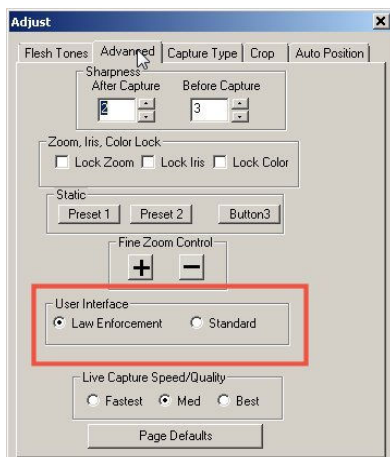 Adjust
Flesh Tones Advanced Capture Type Crop Auto Position
Sharpness
After Capture Before Capture
2 3
Zoom, Iris, Color Lock
Lock Zoom Lock Iris Lock Color
Static
Preset 1 Preset 2 Button3
Fine Zoom Control
+ −
User Interface
Law Enforcement Standard
Live Capture Speed/Quality
Fastest Med Best
Page Defaults